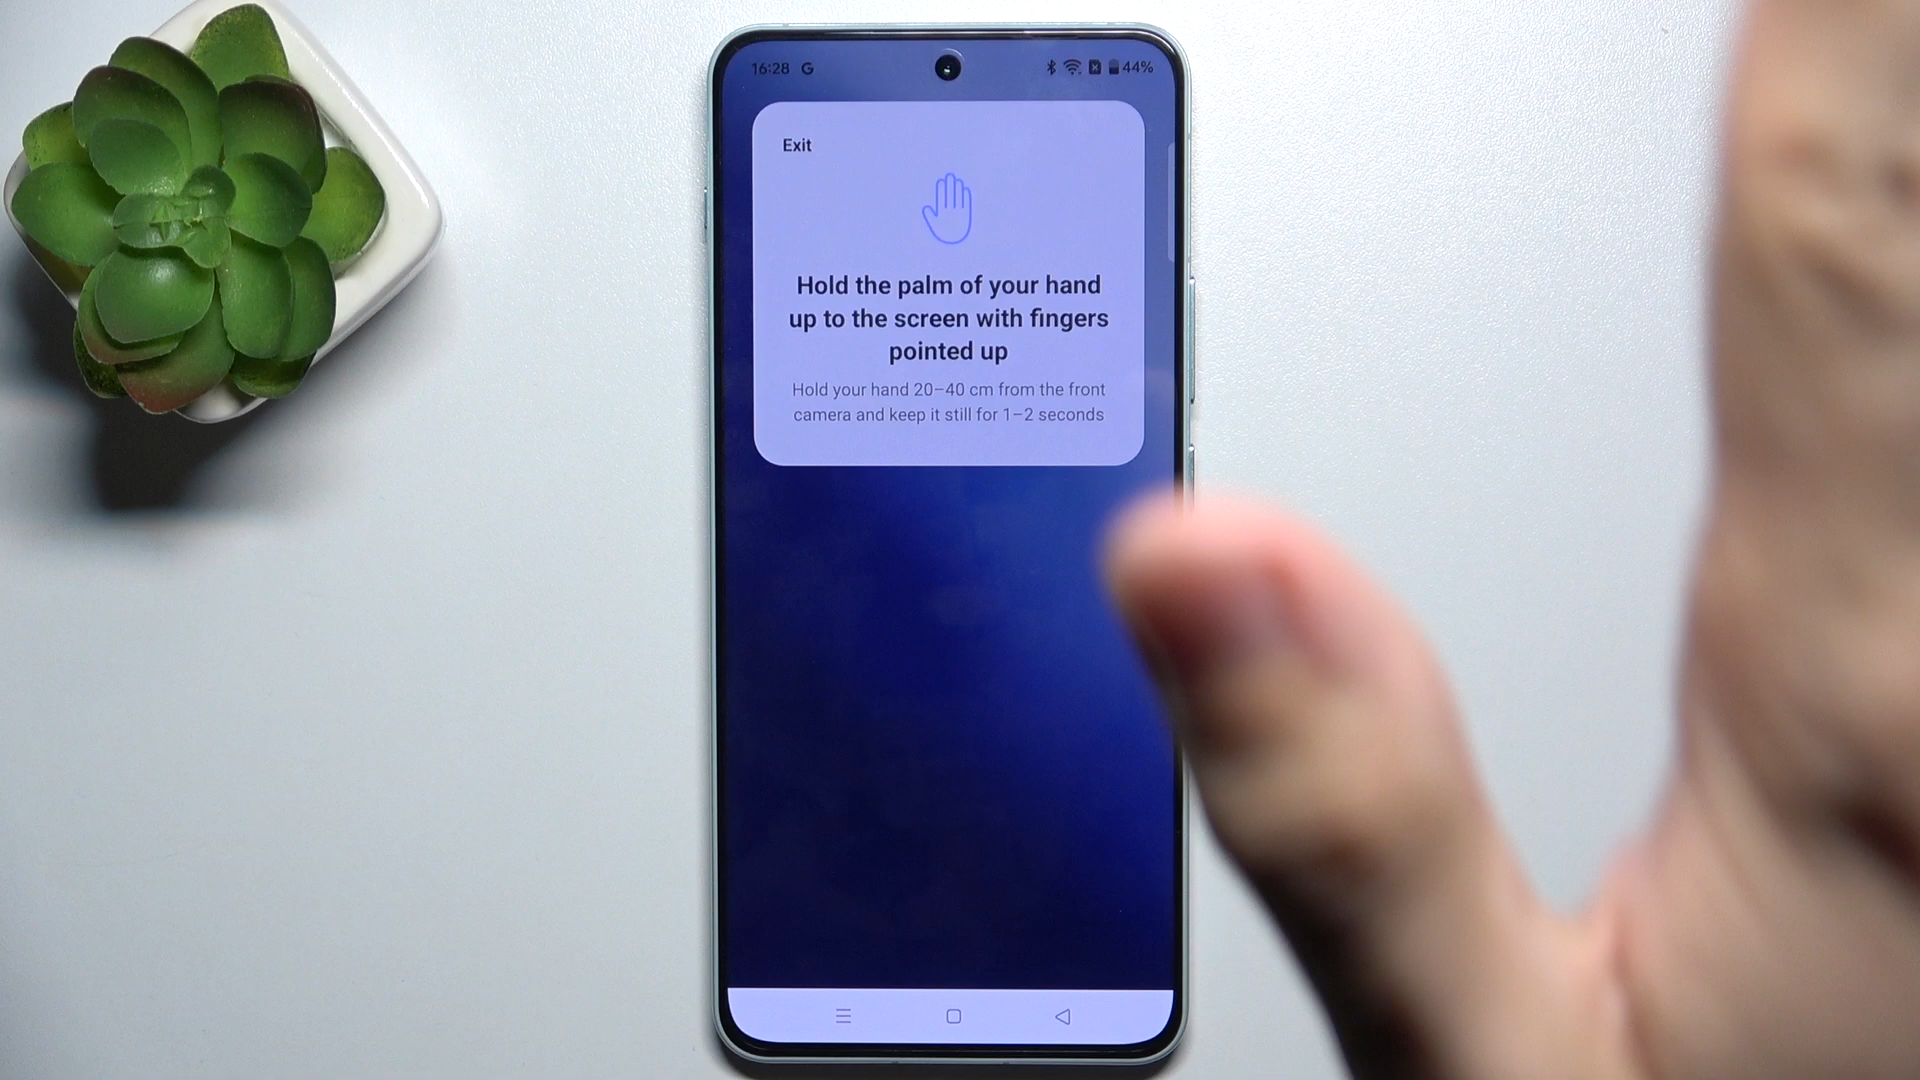 16:28 G 44%
Exit
Hold the palm of your hand
up to the screen with fingers
pointed up
Hold your hand 20–40 cm from the front
camera and keep it still for 1–2 seconds